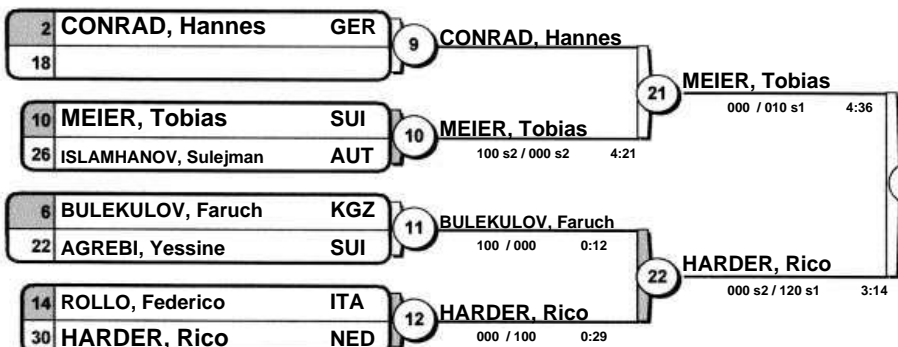 2 CONRAD, Hannes GER
18
9
CONRAD, Hannes
10 MEIER, Tobias SUI
26 ISLAMHANOV, Sulejman AUT
10
MEIER, Tobias
100 s2 / 000 s2 4:21
21
MEIER, Tobias
000 / 010 s1 4:36
6 BULEKULOV, Faruch KGZ
22 AGREBI, Yessine SUI
11
BULEKULOV, Faruch
100 / 000 0:12
14 ROLLO, Federico ITA
30 HARDER, Rico NED
12
HARDER, Rico
000 / 100 0:29
22
HARDER, Rico
000 s2 / 120 s1 3:14